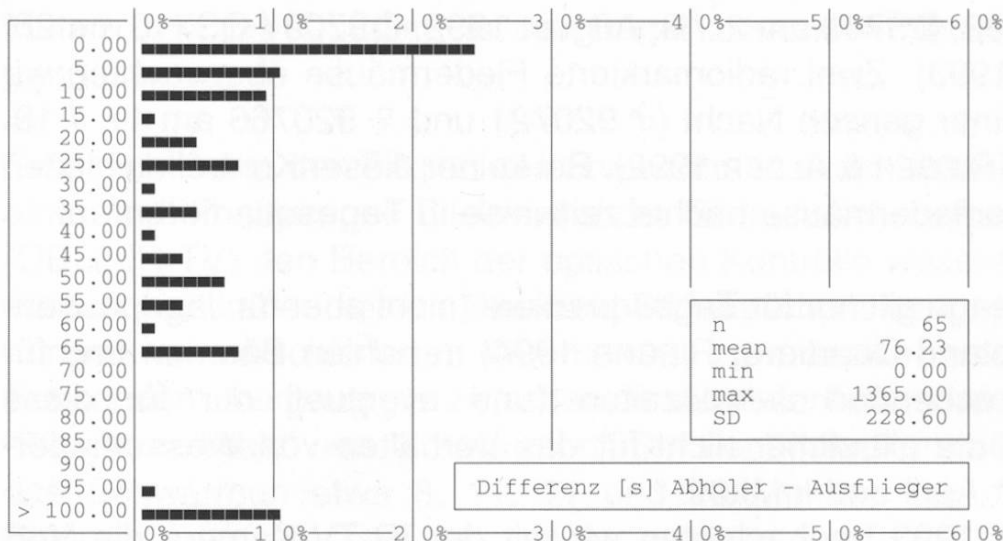 0% 10% 20% 30% 40% 50% 60%
0.00
5.00
10.00
15.00
20.00
25.00
30.00
35.00
40.00
45.00
50.00
55.00
60.00
65.00
70.00
75.00
80.00
85.00
90.00
95.00
> 100.00
n 65
mean 76.23
min 0.00
max 1365.00
SD 228.67
Differenz [s] Abholer - Ausflieger
0% 10% 20% 30% 40% 50% 60%